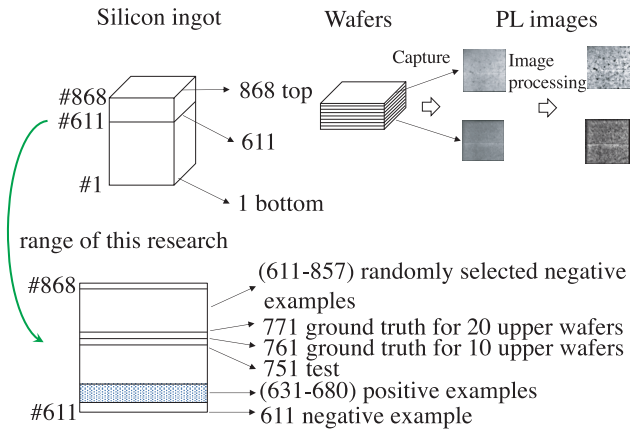 Silicon ingot
Wafers
PL images
Capture
Image
processing
#868
868 top
#611
611
#1
1 bottom
range of this research
#868
(611-857) randomly selected negative
examples
771 ground truth for 20 upper wafers
761 ground truth for 10 upper wafers
751 test
(631-680) positive examples
#611
611 negative example